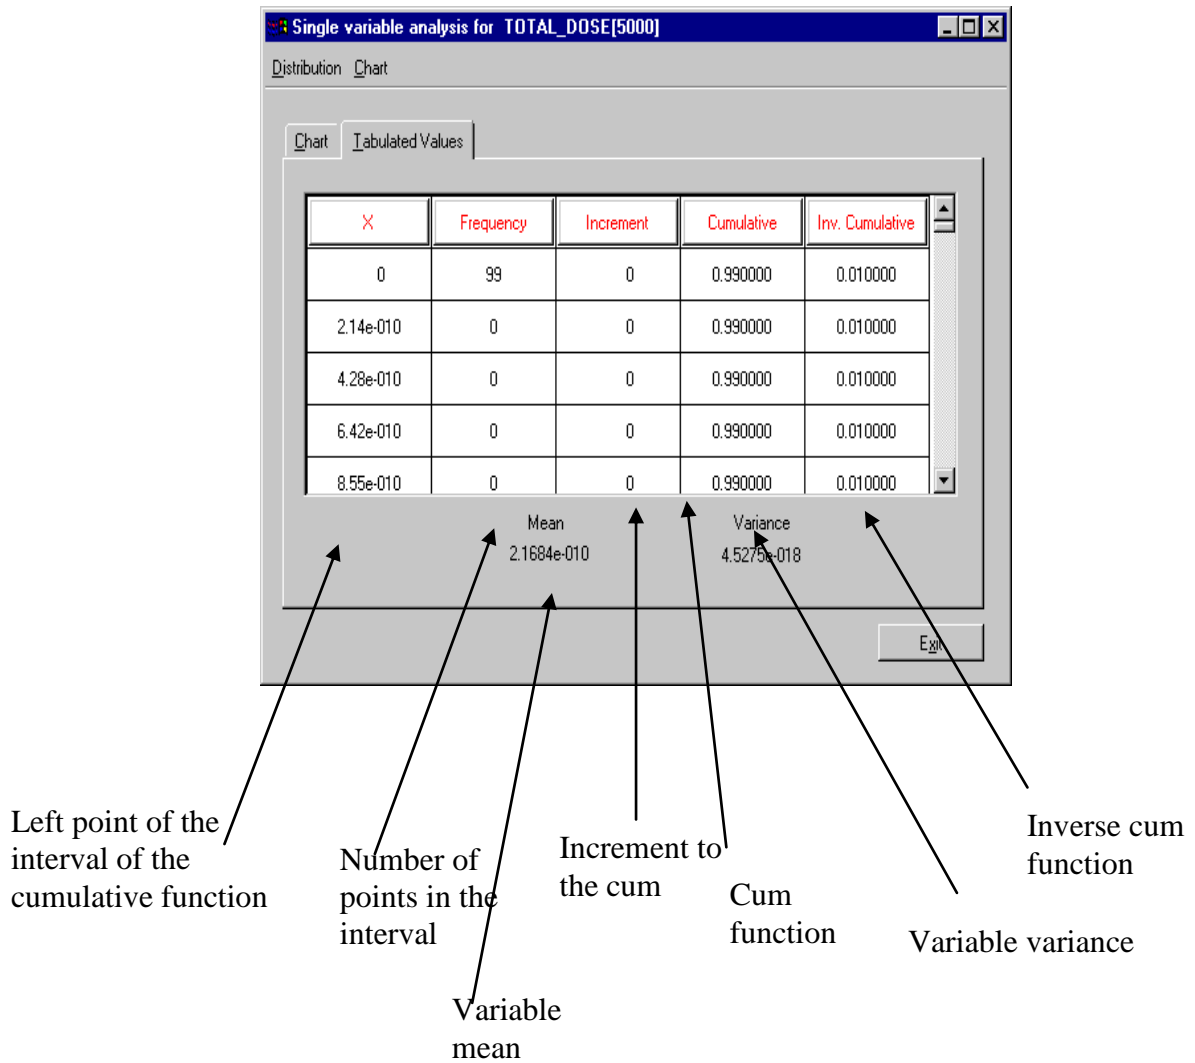 Single variable analysis for TOTAL_DOSE[5000]
Distribution Chart
Chart Tabulated Values
X Frequency Increment Cumulative Inv. Cumulative
0 99 0 0.990000 0.010000
2.14e-010 0 0 0.990000 0.010000
4.28e-010 0 0 0.990000 0.010000
6.42e-010 0 0 0.990000 0.010000
8.55e-010 0 0 0.990000 0.010000
Mean Variance
2.1684e-010 4.5275e-018
Exit
Left point of the
interval of the
cumulative function
Number of
points in the
interval
Increment to
the cum
Cum
function
Inverse cum
function
Variable variance
Variable
mean